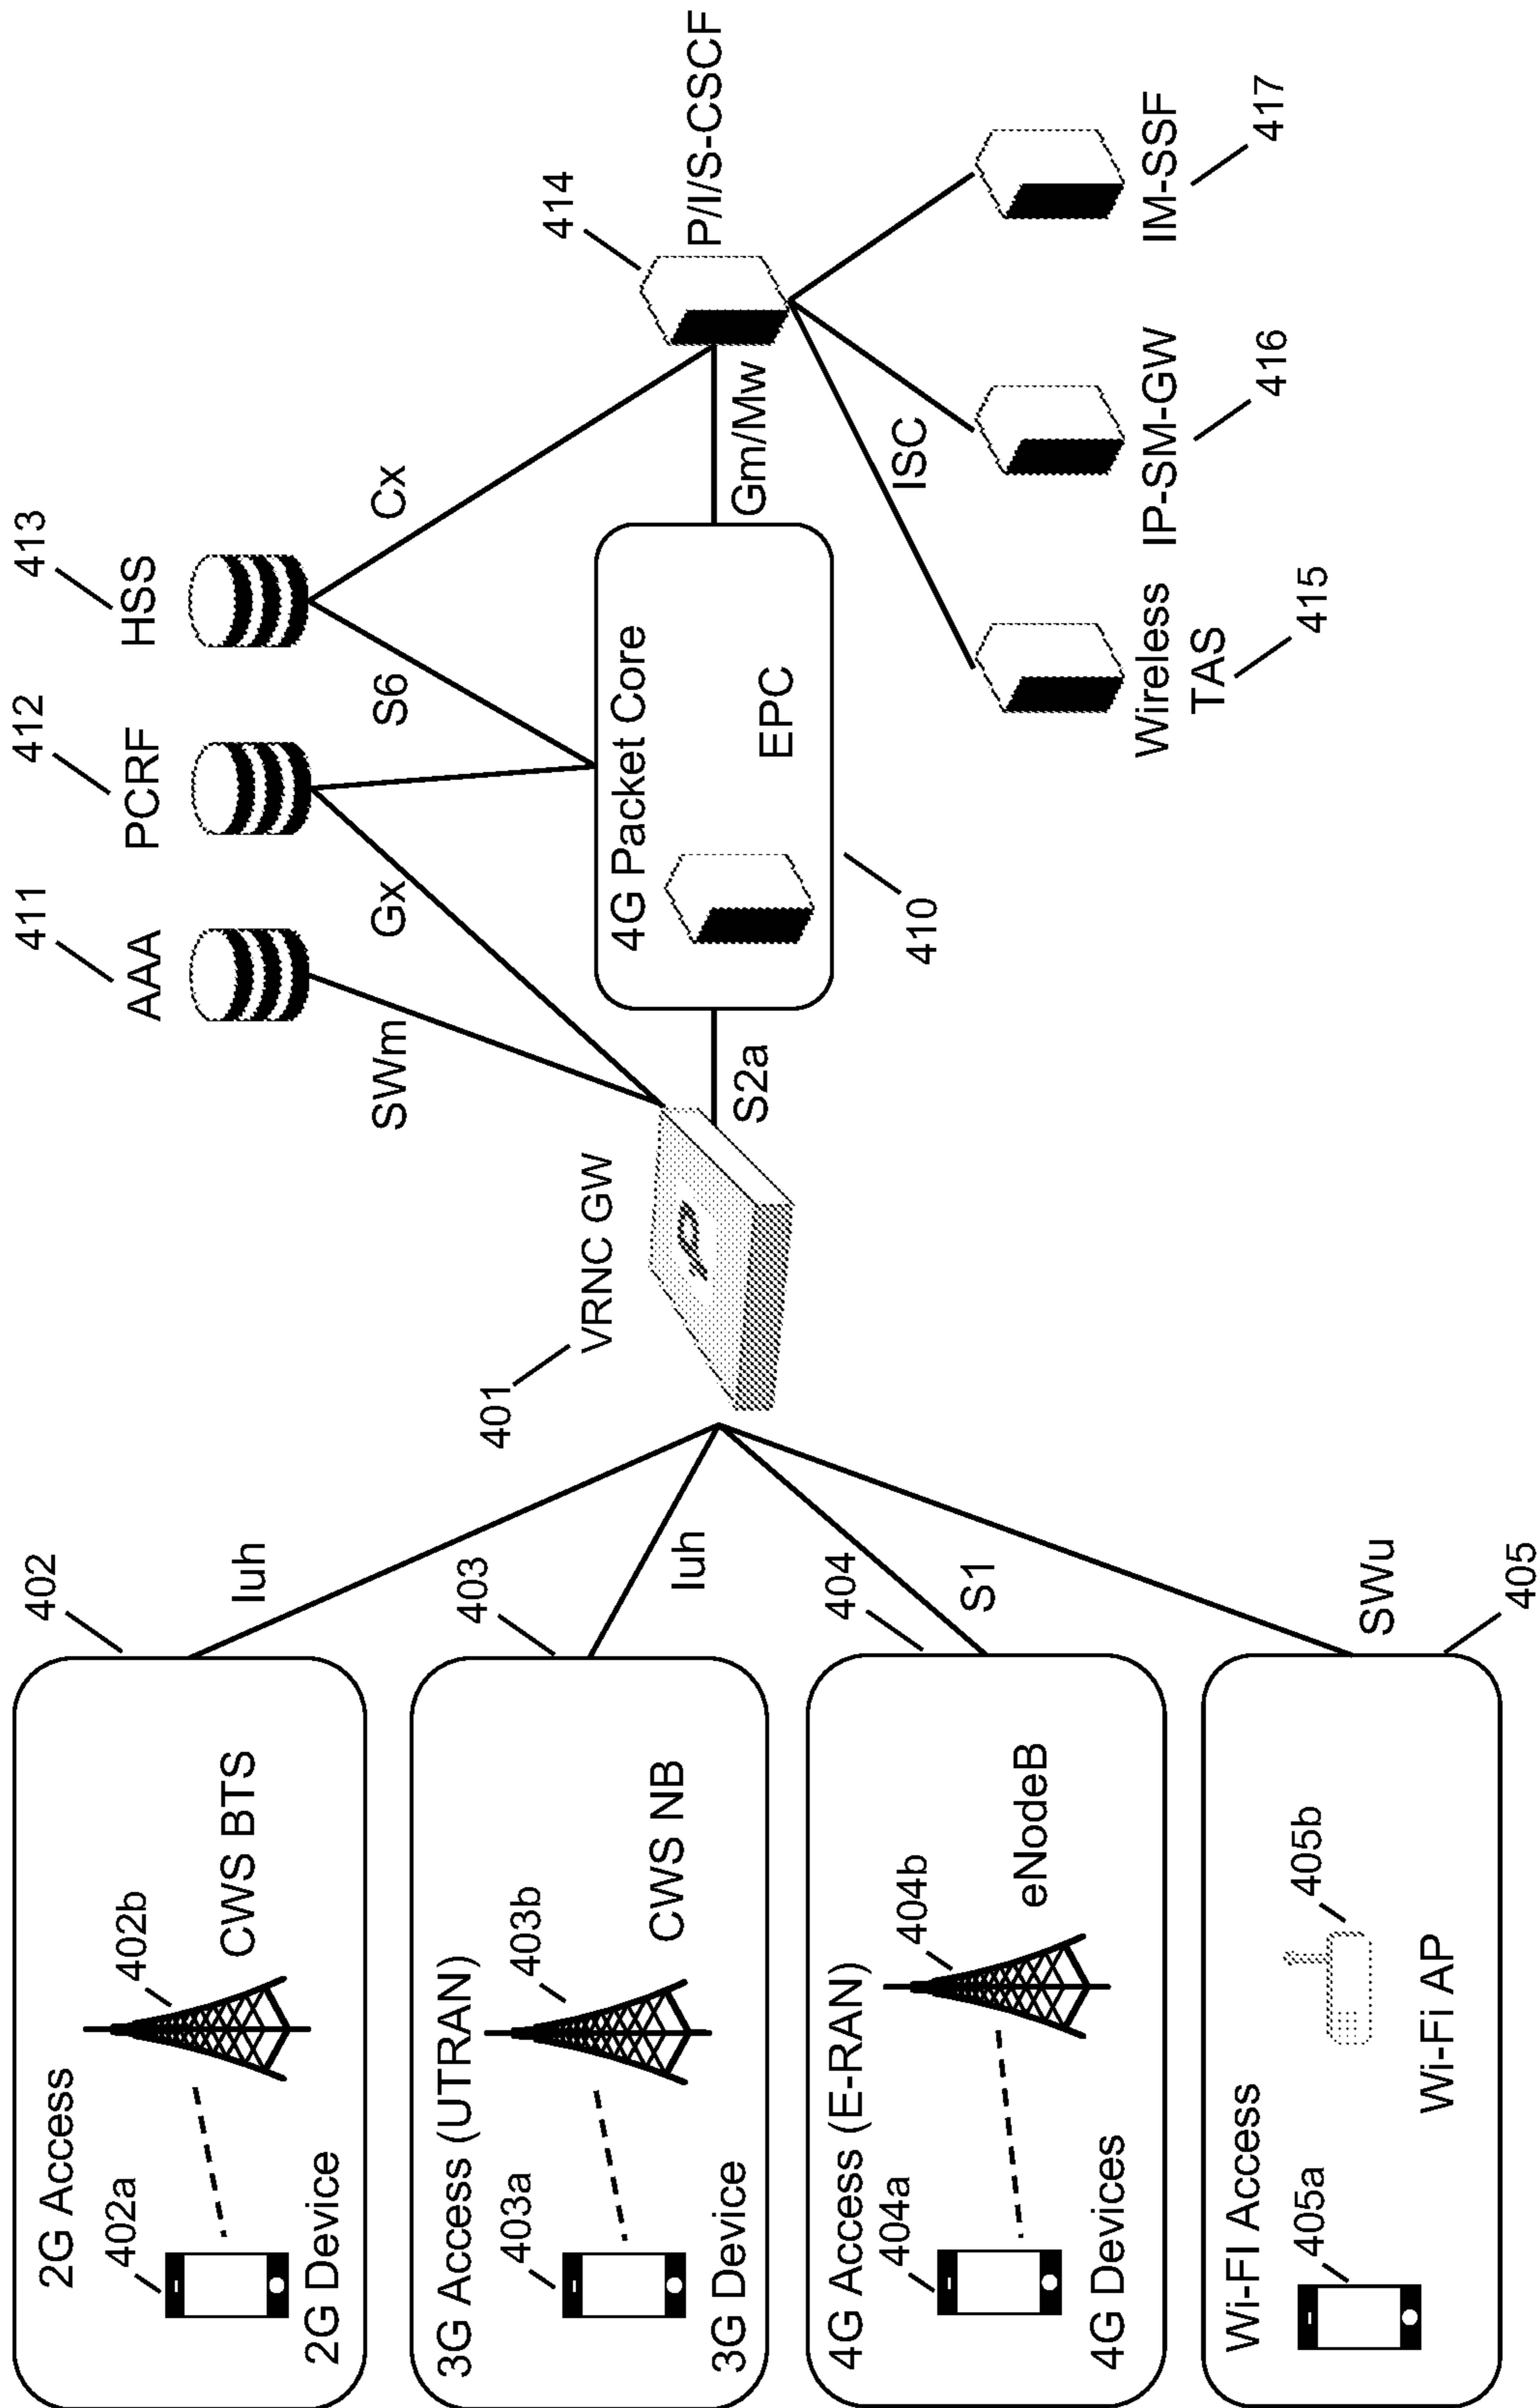 2G Access
402a
402b
CWS BTS
2G Device
402
Iuh
3G Access (UTRAN)
403a
403b
CWS NB
3G Device
403
Iuh
4G Access (E-RAN)
404a
404b
eNodeB
4G Devices
404
S1
Wi-FI Access
405a
405b
Wi-Fi AP
SWu
405
401
VRNC GW
411
AAA
412
PCRF
413
HSS
SWm
Gx
S6
Cx
S2a
4G Packet Core
EPC
410
Gm/Mw
414
P/I/S-CSCF
ISC
Wireless
TAS
415
IP-SM-GW
416
IM-SSF
417